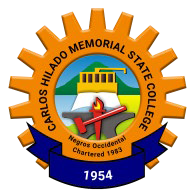 CARLOS HILADO MEMORIAL STATE COLLEGE
Negros Occidental
Chartered 1983
1954